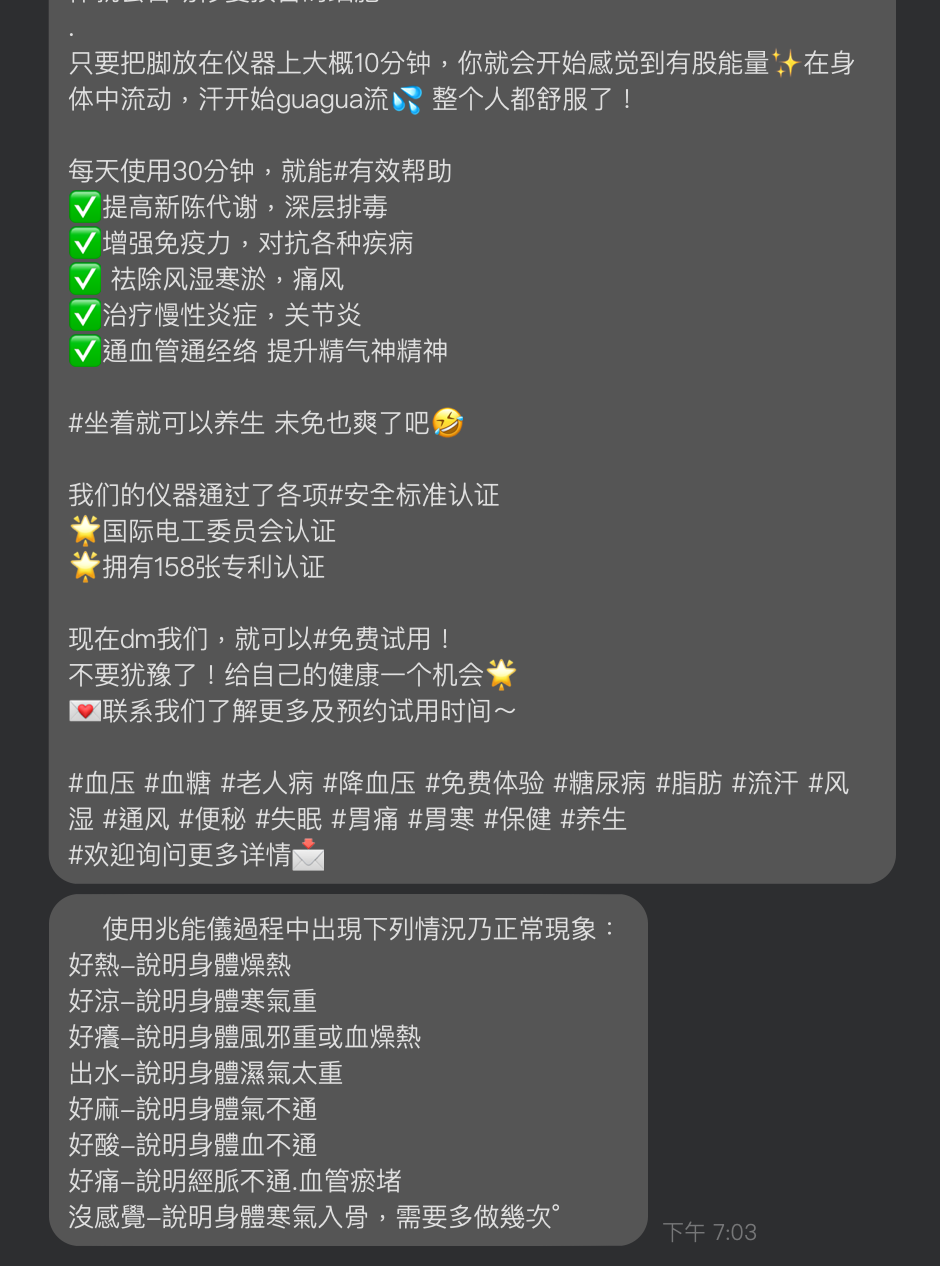 .
只要把脚放在仪器上大概10分钟，你就会开始感觉到有股能量✨在身
体中流动，汗开始guagua流💦 整个人都舒服了！
每天使用30分钟，就能#有效帮助
✅提高新陈代谢，深层排毒
✅增强免疫力，对抗各种疾病
✅ 祛除风湿寒淤，痛风
✅治疗慢性炎症，关节炎
✅通血管通经络 提升精气神精神
#坐着就可以养生 未免也爽了吧🤣
我们的仪器通过了各项#安全标准认证
🌟国际电工委员会认证
🌟拥有158张专利认证
现在dm我们，就可以#免费试用！
不要犹豫了！给自己的健康一个机会🌟
💌联系我们了解更多及预约试用时间～
#血压 #血糖 #老人病 #降血压 #免费体验 #糖尿病 #脂肪 #流汗 #风
湿 #通风 #便秘 #失眠 #胃痛 #胃寒 #保健 #养生
#欢迎询问更多详情📩
使用兆能儀過程中出現下列情況乃正常現象：
好熱–說明身體燥熱
好涼–說明身體寒氣重
好癢–說明身體風邪重或血燥熱
出水–說明身體濕氣太重
好麻–說明身體氣不通
好酸–說明身體血不通
好痛–說明經脈不通.血管瘀堵
沒感覺–說明身體寒氣入骨，需要多做幾次°
下午 7:03